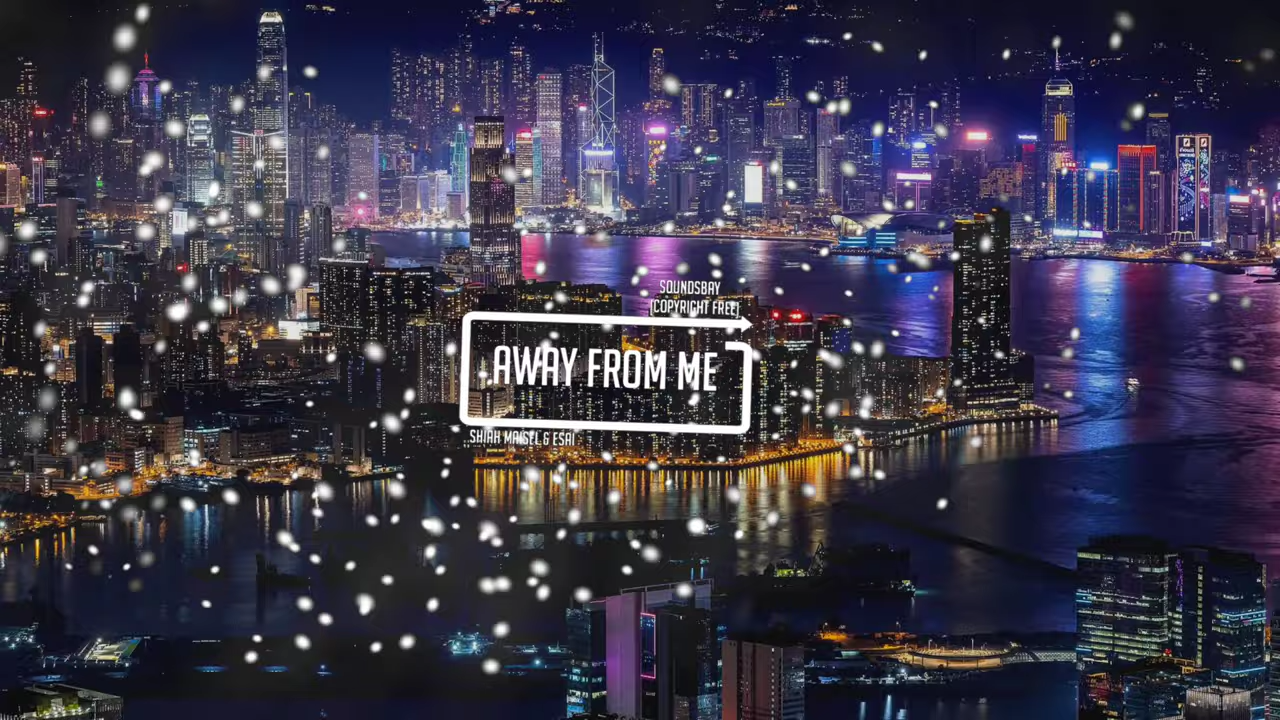 SOUNDSBAY
[COPYRIGHT FREE]
AWAY FROM ME
SHIAH MAISEL & ESAI